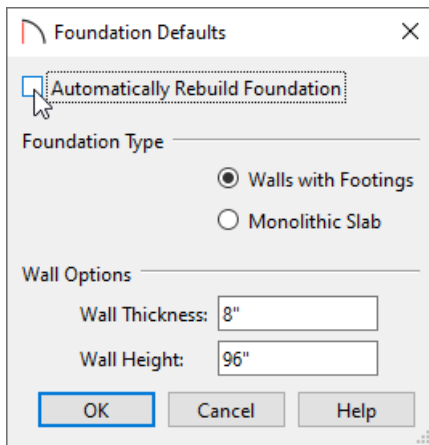 Foundation Defaults
Automatically Rebuild Foundation
Foundation Type
Walls with Footings
Monolithic Slab
Wall Options
Wall Thickness: 8"
Wall Height: 96"
OK Cancel Help